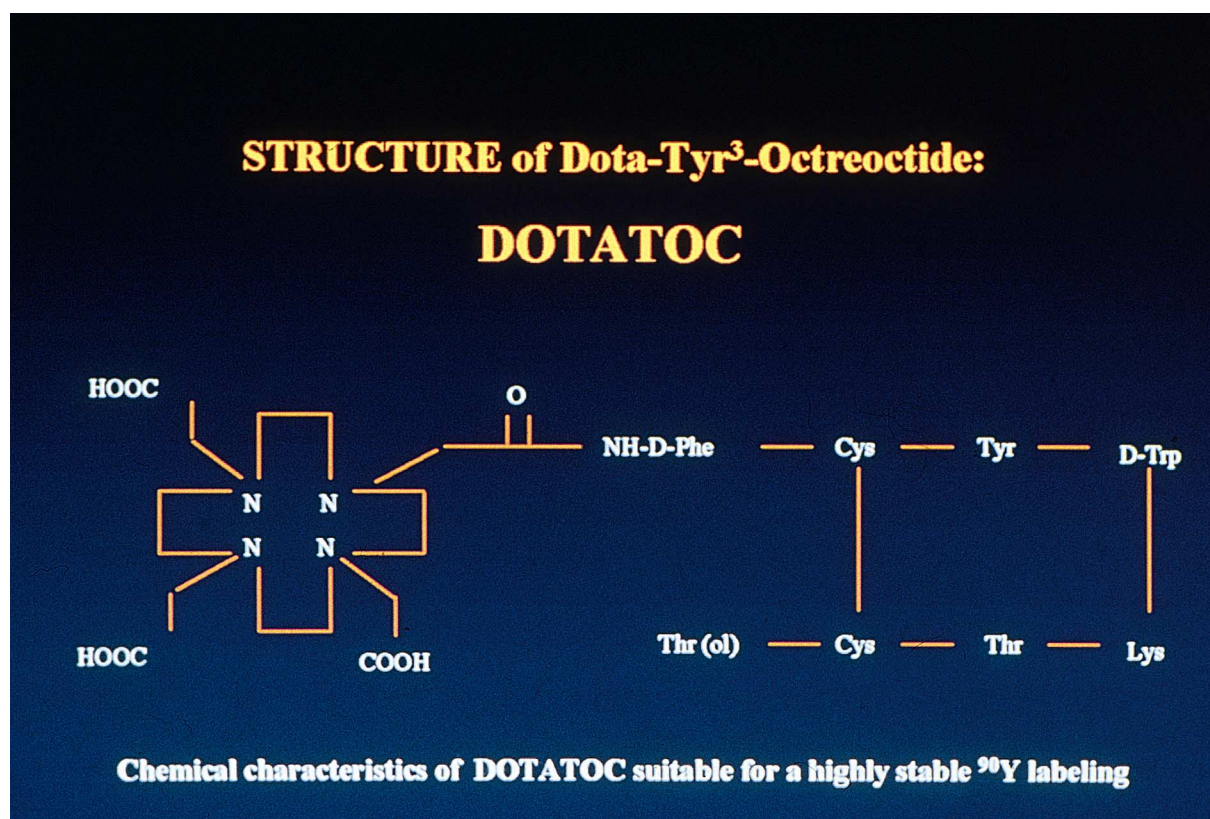 STRUCTURE of Dota-Tyr³-Octreoctide:
DOTATOC
HOOC
O
NH-D-Phe Cys Tyr D-Trp
N N
N N
HOOC COOH
Thr (ol) Cys Thr Lys
Chemical characteristics of DOTATOC suitable for a highly stable ⁹⁰Y labeling